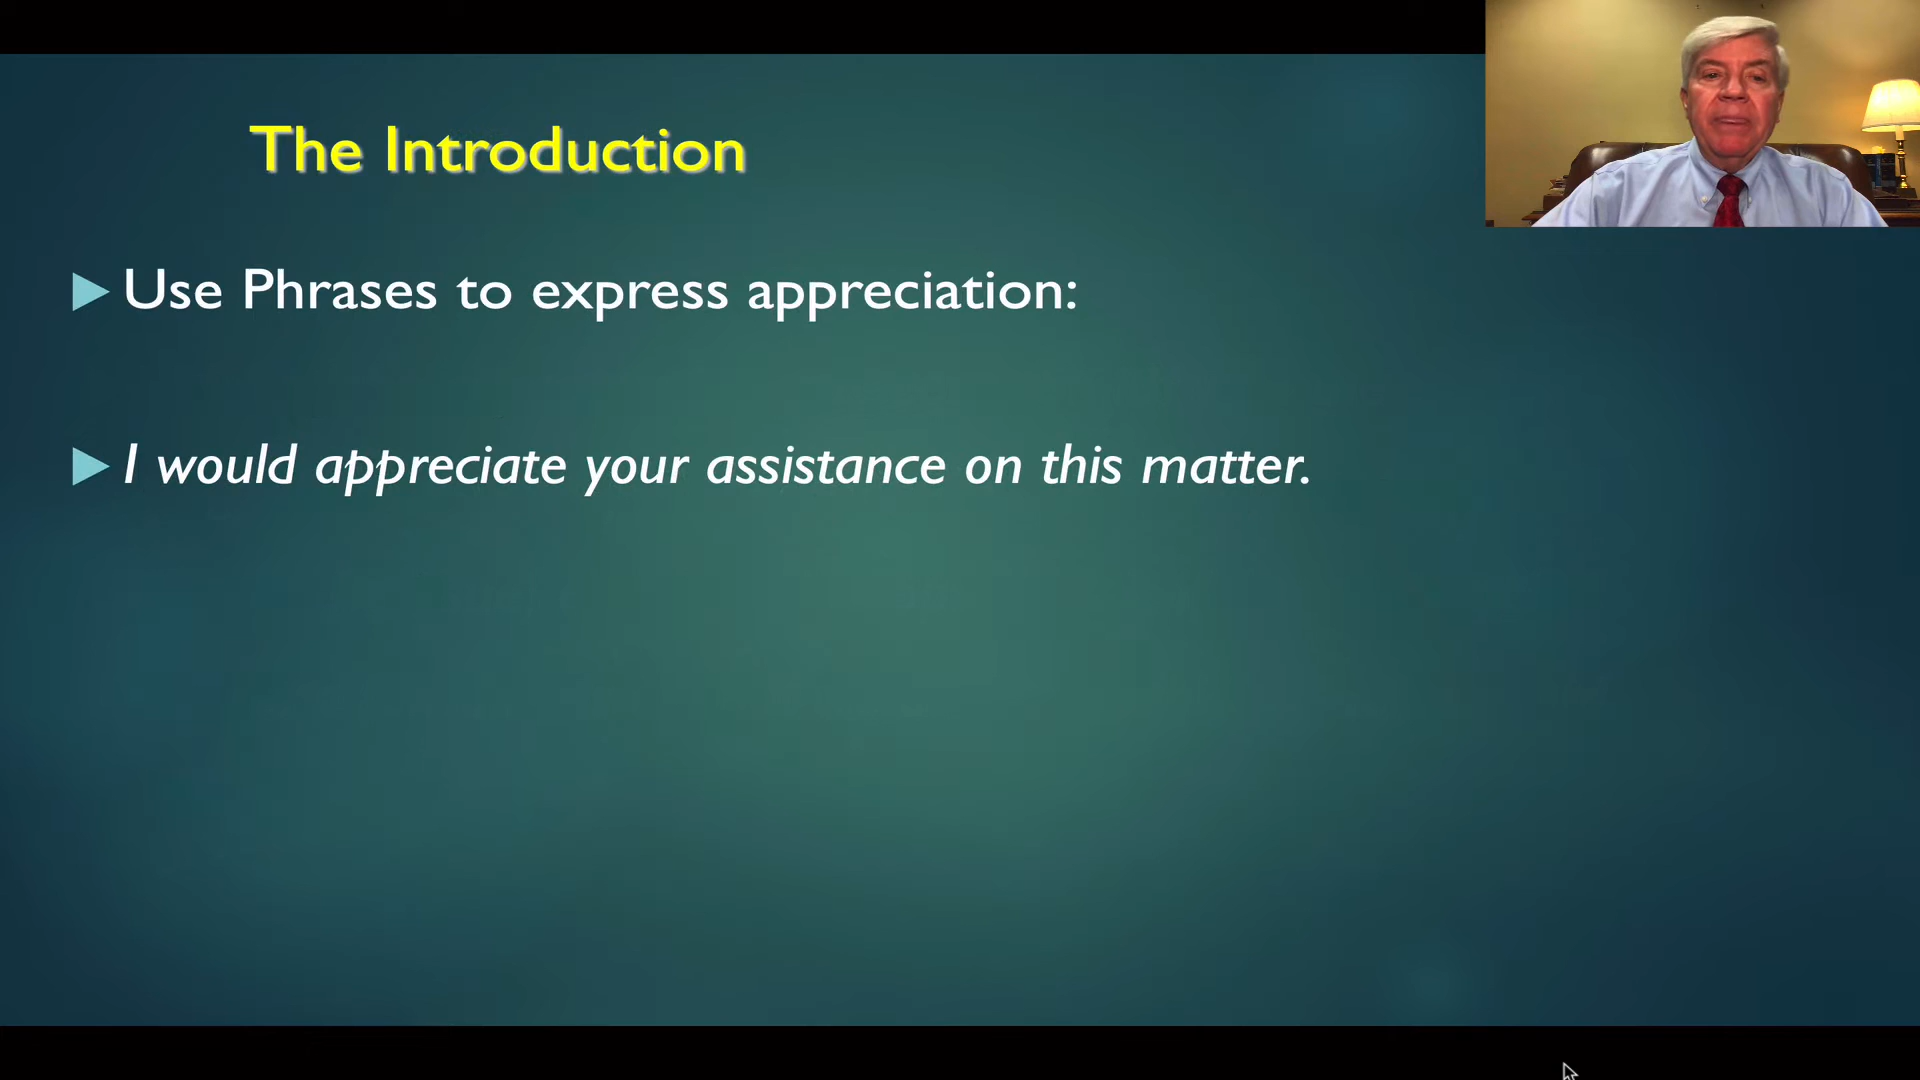 The Introduction
Use Phrases to express appreciation:
I would appreciate your assistance on this matter.